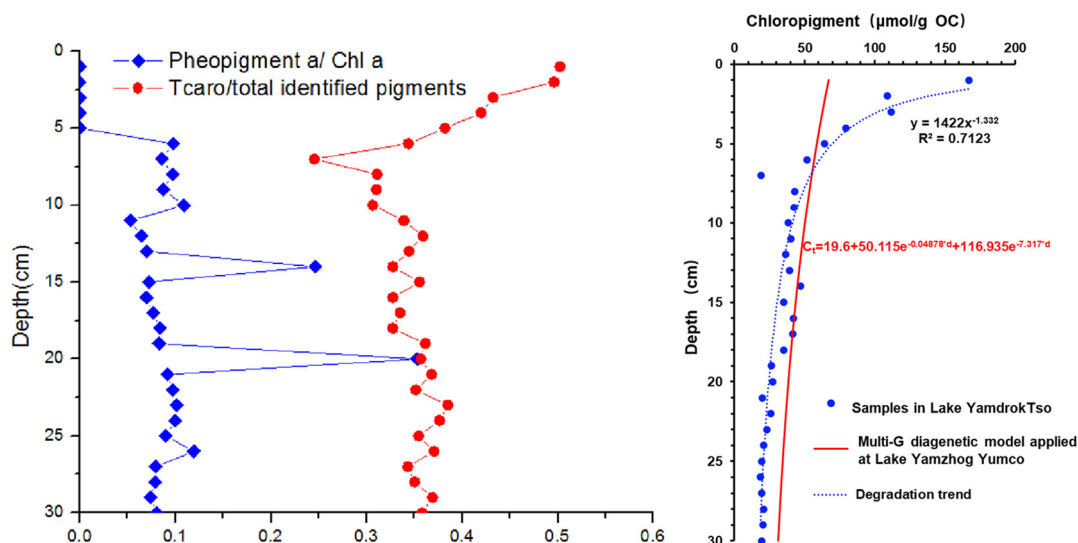 Pheopigment a/ Chl a
Tcaro/total identified pigments
Depth(cm)
0
5
10
15
20
25
30
0.0 0.1 0.2 0.3 0.4 0.5 0.6
Chloropigment (μmol/g OC)
0 50 100 150 200
y = 1422x-1.332
R² = 0.7123
Ct=19.6+50.115e-0.04878*d+116.935e-7.317*d
Depth (cm)
0
5
10
15
20
25
30
Samples in Lake YamdrokTso
Multi-G diagenetic model applied
at Lake Yamzhog Yumco
Degradation trend